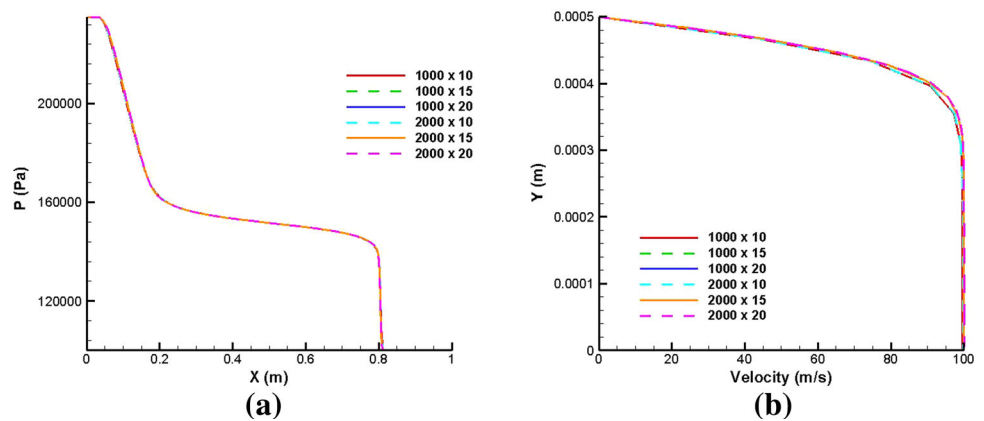 P (Pa)
200000
160000
120000
0
0.2
0.4
0.6
0.8
1
X (m)
1000 x 10
1000 x 15
1000 x 20
2000 x 10
2000 x 15
2000 x 20
(a)
Y (m)
0.0005
0.0004
0.0003
0.0002
0.0001
0
0
20
40
60
80
100
Velocity (m/s)
1000 x 10
1000 x 15
1000 x 20
2000 x 10
2000 x 15
2000 x 20
(b)